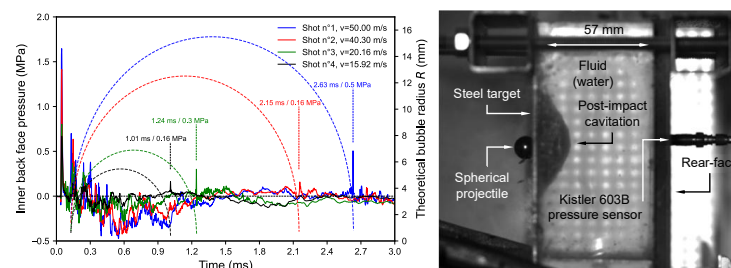 2.0
1.5
1.0
0.5
0.0
−0.5
Inner back face pressure (MPa)
Shot n°1, v=50.00 m/s
Shot n°2, v=40.30 m/s
Shot n°3, v=20.16 m/s
Shot n°4, v=15.92 m/s
2.63 ms / 0.5 MPa
2.15 ms / 0.16 MPa
1.24 ms / 0.3 MPa
1.01 ms / 0.16 MPa
16
14
12
10
8
6
4
2
0
Theoretical bubble radius R (mm)
0.0 0.3 0.6 0.9 1.2 1.5 1.8 2.1 2.4 2.7 3.0
Time (ms)
57 mm
Fluid
(water)
Steel target
Post-impact
cavitation
Spherical
projectile
Rear-fac
Kistler 603B
pressure sensor